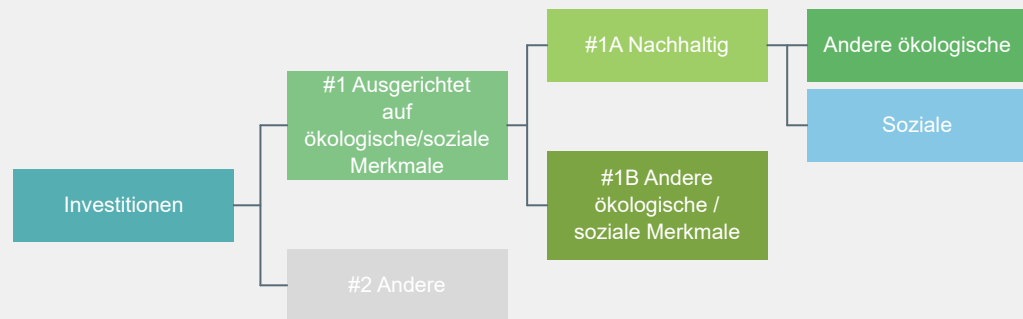 Investitionen
#1 Ausgerichtet
auf
ökologische/soziale
Merkmale
#2 Andere
#1A Nachhaltig
#1B Andere
ökologische /
soziale Merkmale
Andere ökologische
Soziale